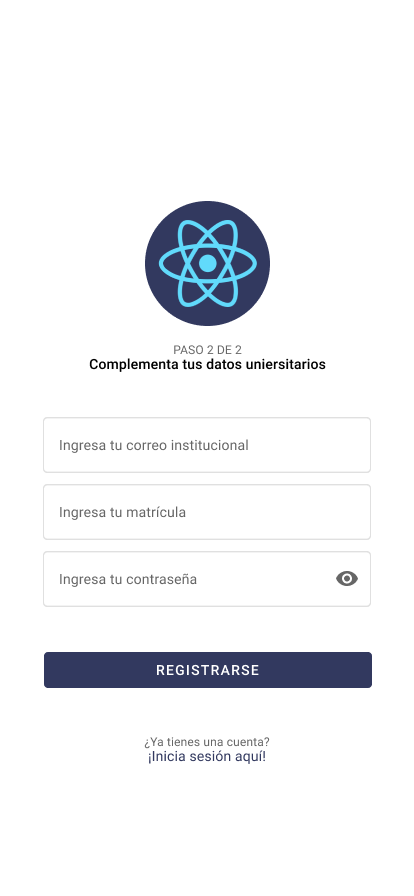 PASO 2 DE 2
Complementa tus datos uniersitarios
Ingresa tu correo institucional
Ingresa tu matrícula
Ingresa tu contraseña
REGISTRARSE
¿Ya tienes una cuenta?
¡Inicia sesión aquí!